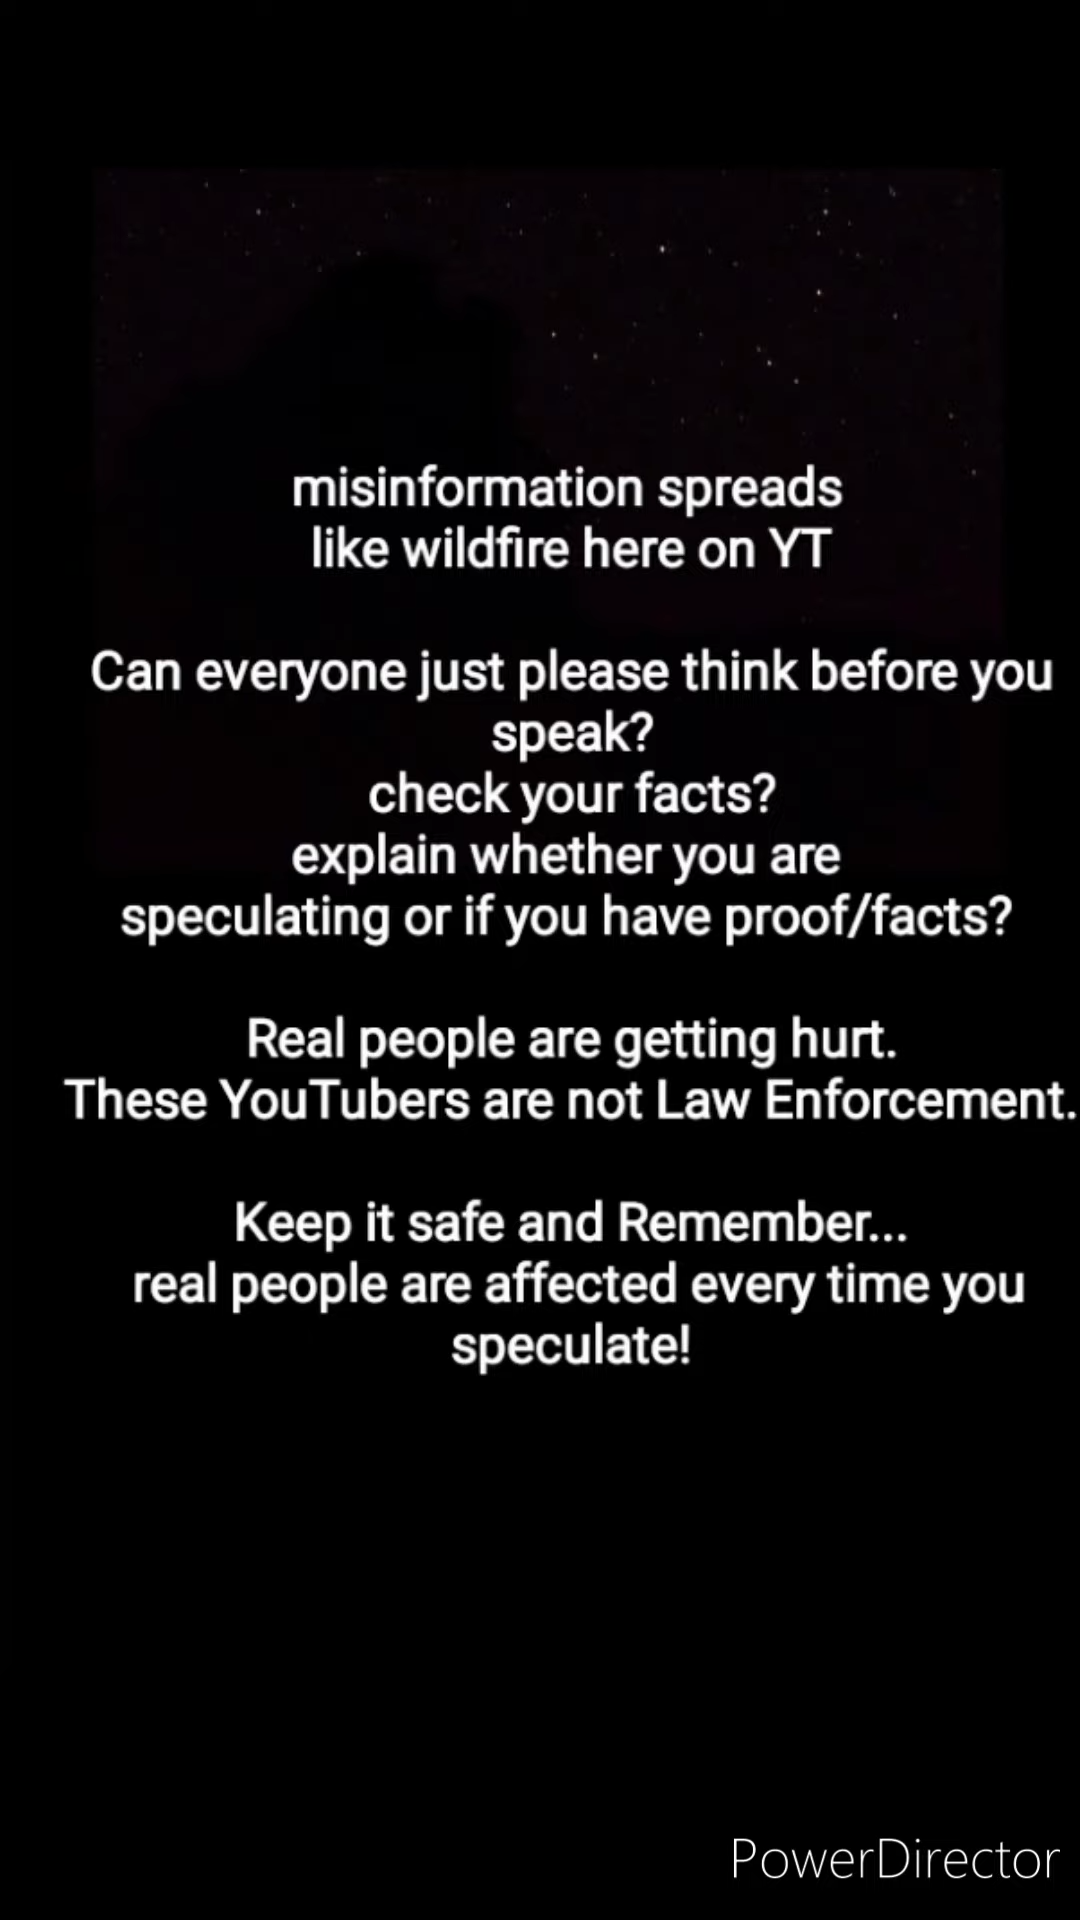 misinformation spreads
like wildfire here on YT
Can everyone just please think before you
speak?
check your facts?
explain whether you are
speculating or if you have proof/facts?
Real people are getting hurt.
These YouTubers are not Law Enforcement.
Keep it safe and Remember...
real people are affected every time you
speculate!
PowerDirector